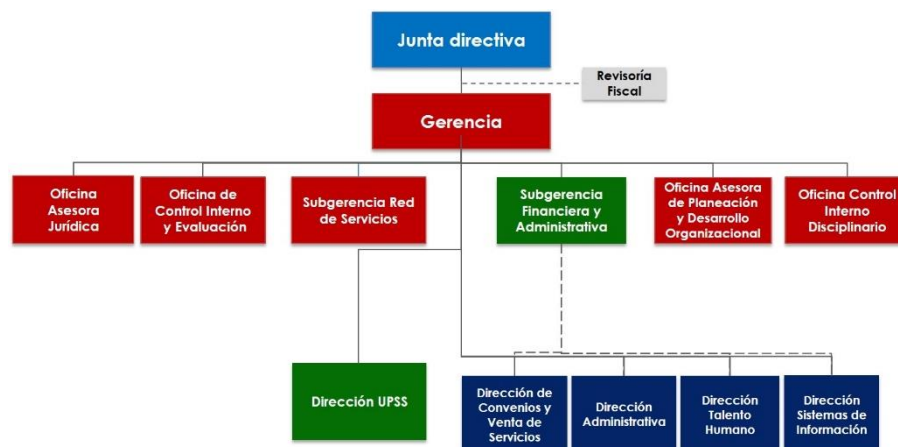 Junta directiva
Revisoría
Fiscal
Gerencia
Oficina
Asesora
Jurídica
Oficina de
Control Interno
y Evaluación
Subgerencia Red
de Servicios
Subgerencia
Financiera y
Administrativa
Oficina Asesora
de Planeación
y Desarrollo
Organizacional
Oficina Control
Interno
Disciplinario
Dirección UPSS
Dirección de
Convenios y
Venta de
Servicios
Dirección
Administrativa
Dirección
Talento
Humano
Dirección
Sistemas de
Información